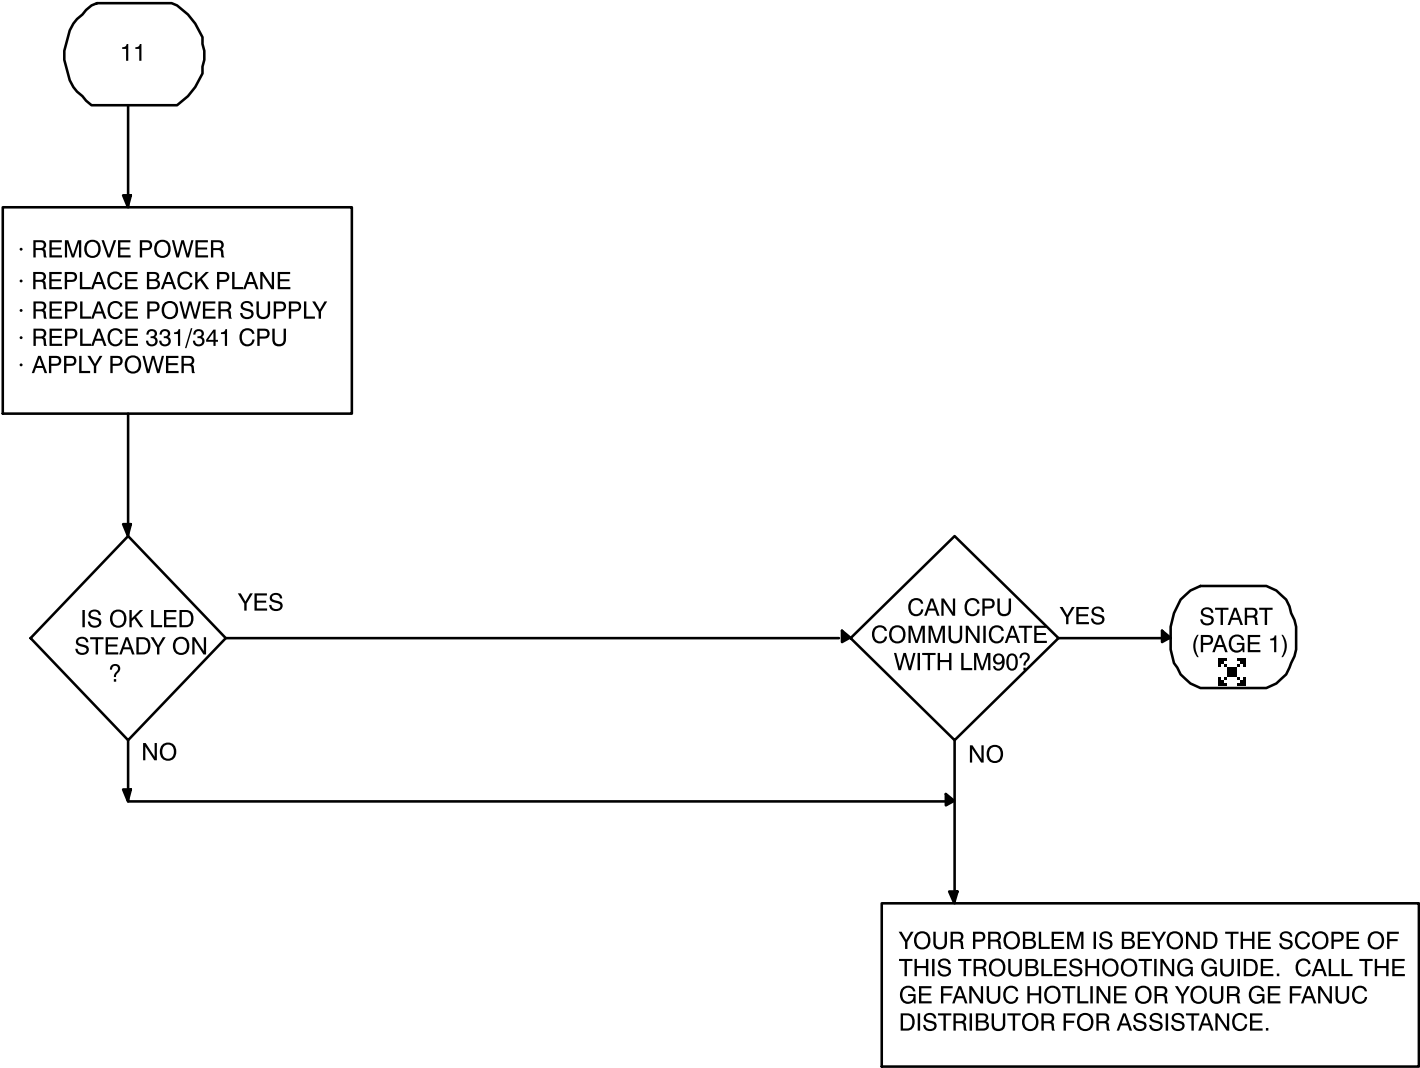 11
· REMOVE POWER
· REPLACE BACK PLANE
· REPLACE POWER SUPPLY
· REPLACE 331/341 CPU
· APPLY POWER
IS OK LED
STEADY ON
?
YES
NO
CAN CPU
COMMUNICATE
WITH LM90?
YES
NO
START
(PAGE 1)
YOUR PROBLEM IS BEYOND THE SCOPE OF
THIS TROUBLESHOOTING GUIDE.  CALL THE
GE FANUC HOTLINE OR YOUR GE FANUC
DISTRIBUTOR FOR ASSISTANCE.